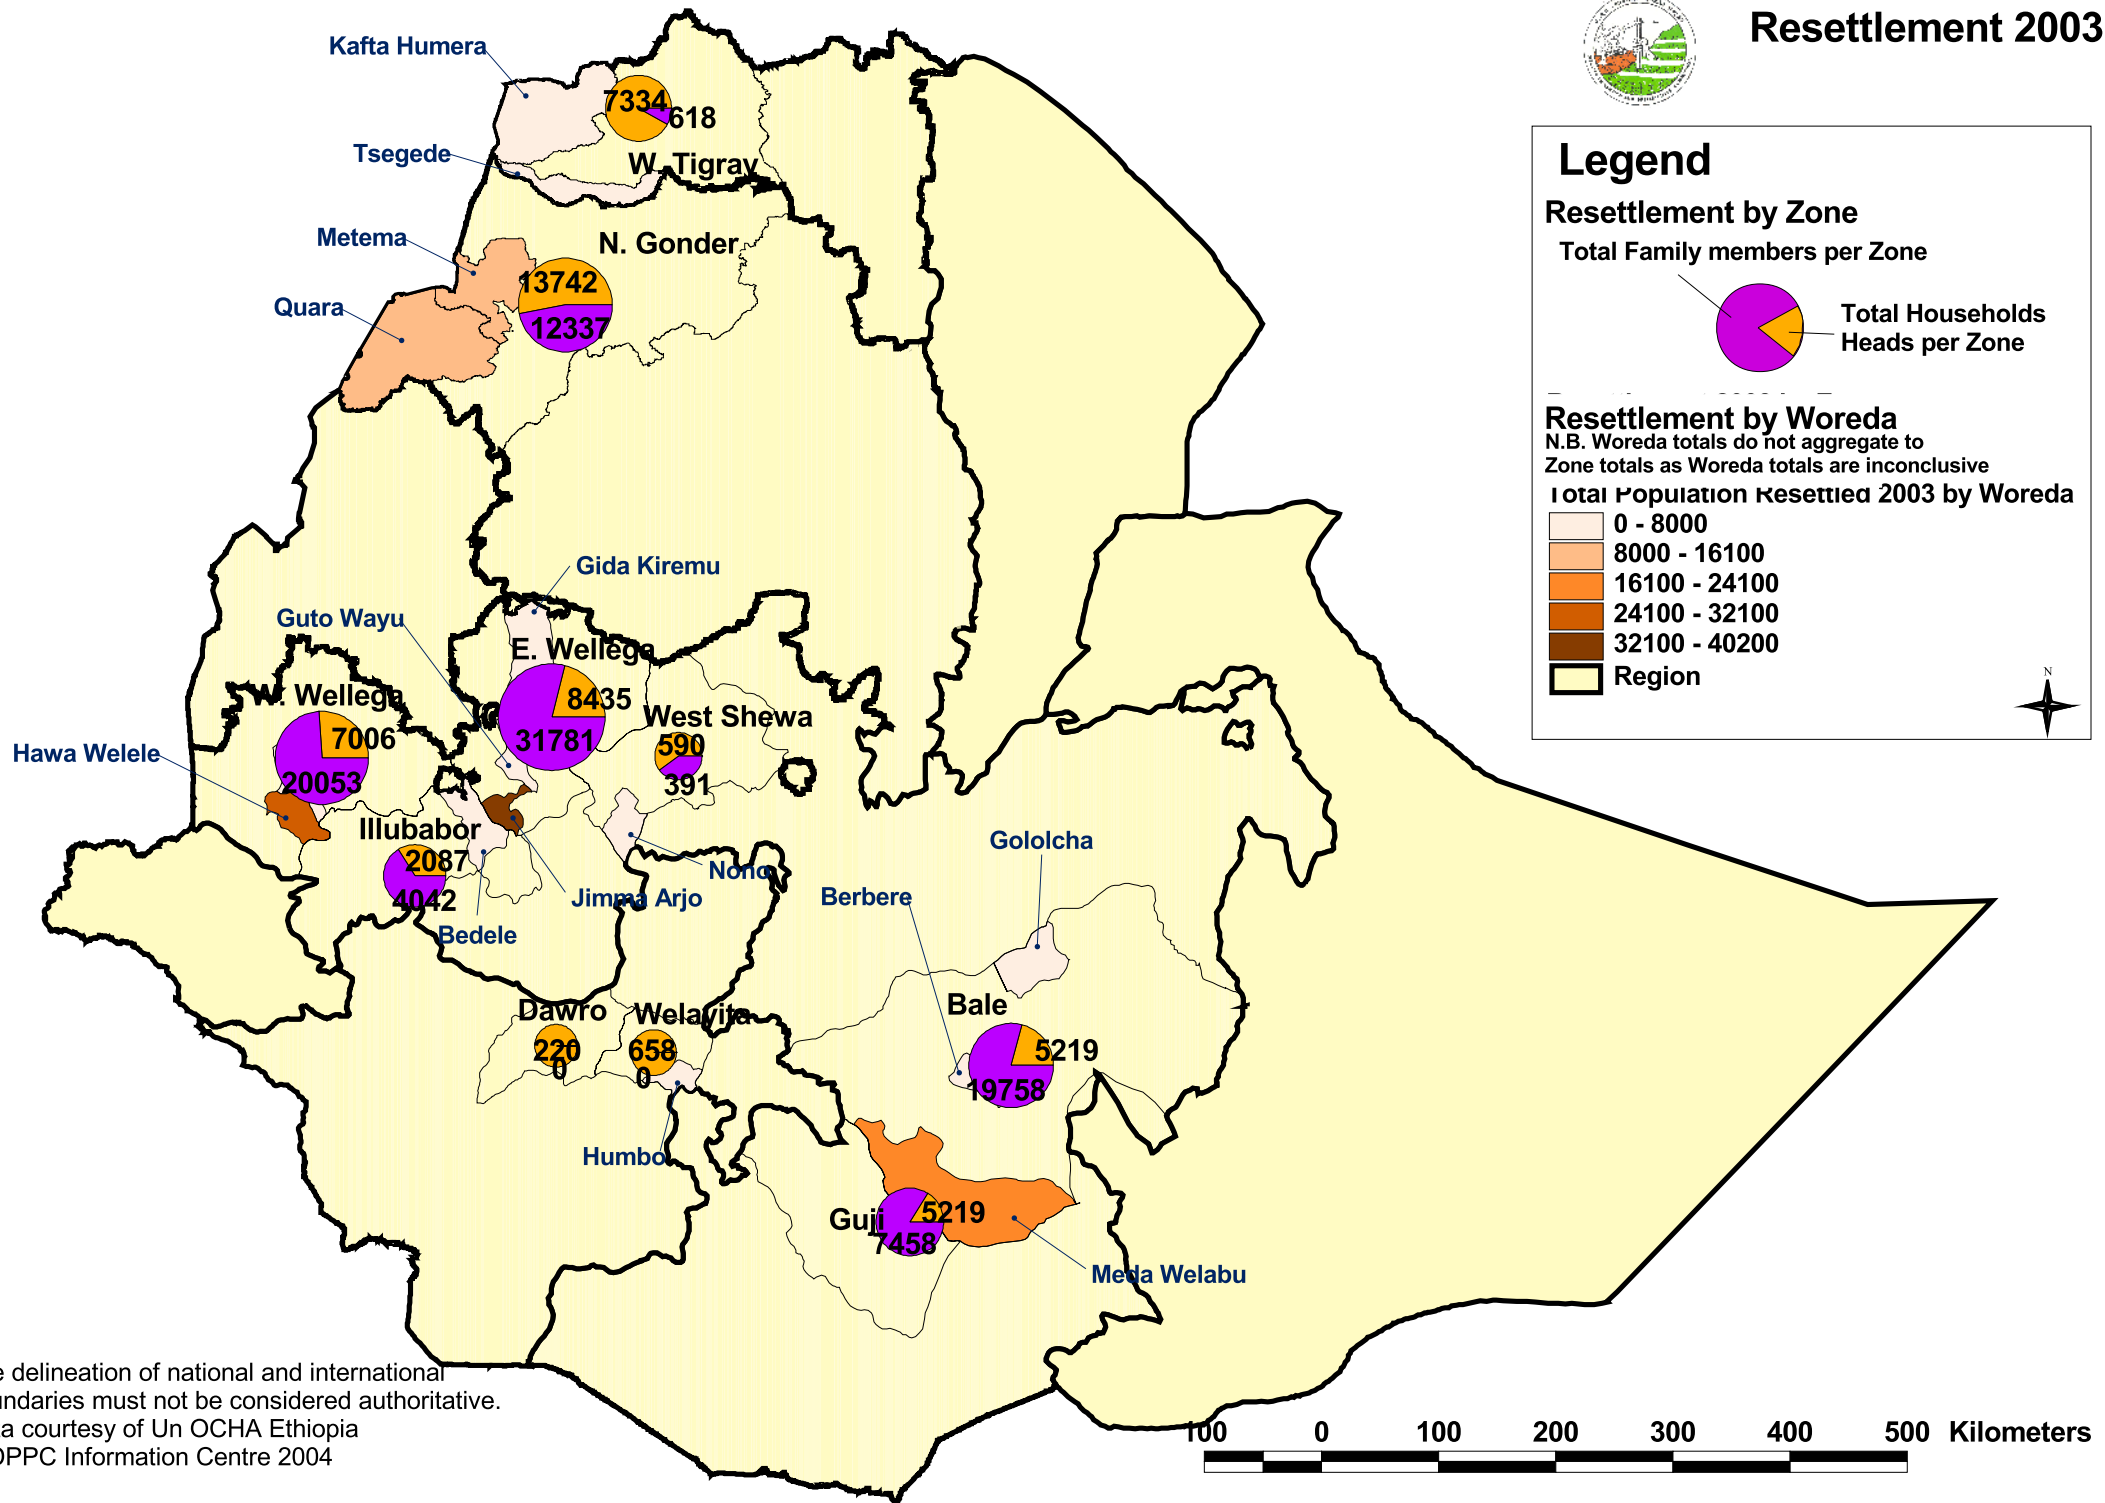 Resettlement 2003
Kafta Humera
7334
618
Tsegede
W. Tigray
Metema
N. Gonder
13742
12337
Quara
Legend
Resettlement by Zone
Total Family members per Zone
Total Households
Heads per Zone
Resettlement by Woreda
N.B. Woreda totals do not aggregate to
Zone totals as Woreda totals are inconclusive
Total Population Resettled 2003 by Woreda
0 - 8000
8000 - 16100
16100 - 24100
24100 - 32100
32100 - 40200
Region
N
Gida Kiremu
Guto Wayu
E. Wellega
8435
31781
W. Wellega
7006
20053
West Shewa
590
391
Hawa Welele
Illubabor
2087
4042
Nono
Jimma Arjo
Bedele
Gololcha
Berbere
Dawro
220
0
Welayita
658
0
Bale
5219
19758
Humbo
Guji
5219
7458
Meda Welabu
e delineation of national and international
undaries must not be considered authoritative.
a courtesy of Un OCHA Ethiopia
DPPC Information Centre 2004
100 0 100 200 300 400 500 Kilometers